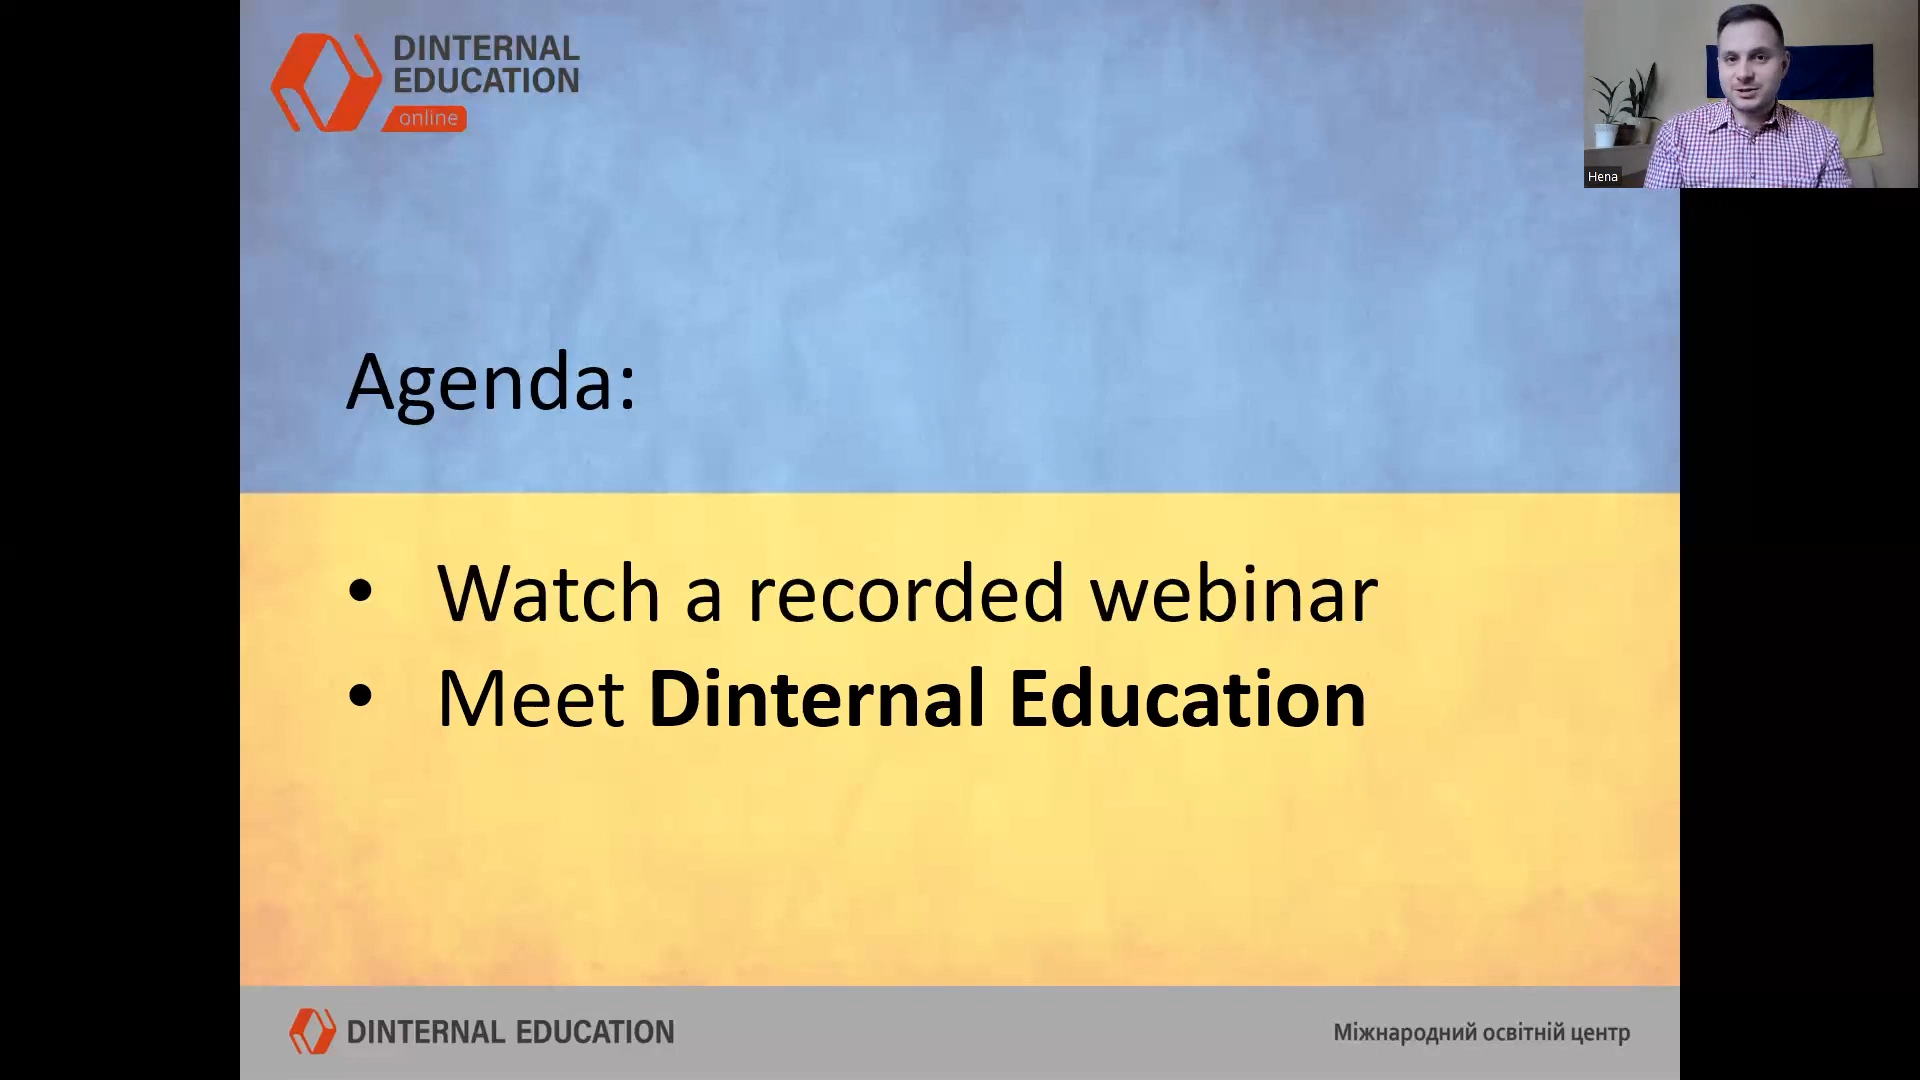 DINTERNAL
EDUCATION
online
Hena
Agenda:
• Watch a recorded webinar
• Meet Dinternal Education
DINTERNAL EDUCATION
Міжнародний освітній центр